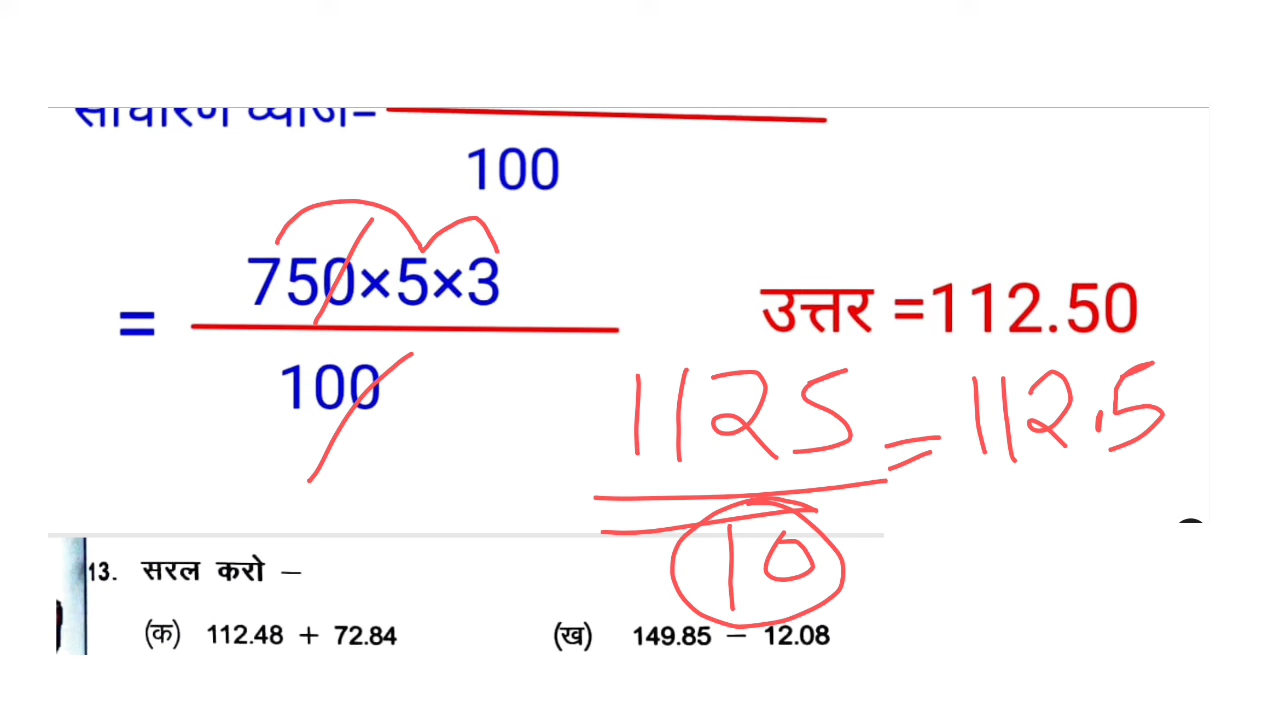 साधारण ब्याज=
100
= 750×5×3
100
उत्तर =112.50
1125 = 112.5
10
13. सरल करो –
(क) 112.48 + 72.84 (ख) 149.85 – 12.08